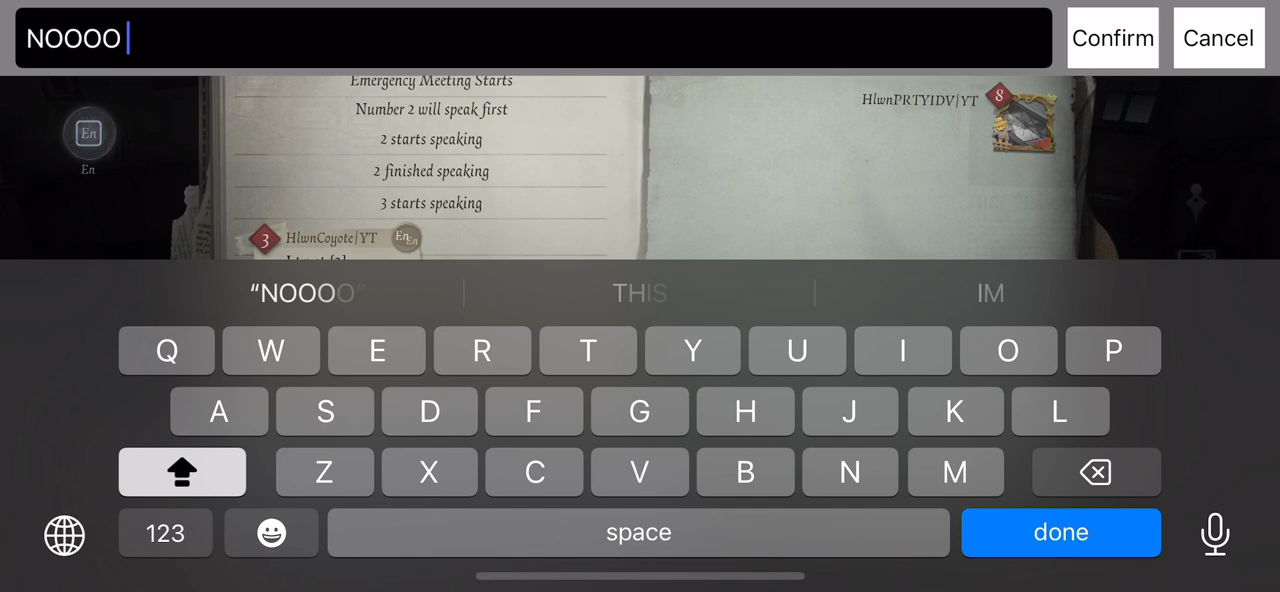 NOOOO
Confirm
Cancel
En
En
Emergency Meeting Starts
Number 2 will speak first
2 starts speaking
2 finished speaking
3 starts speaking
3 HlwnCoyote|YT En En
HlwnPRTYIDV|YT 8
“NOOOO” THIS IM
Q W E R T Y U I O P
A S D F G H J K L
Z X C V B N M
123 space done